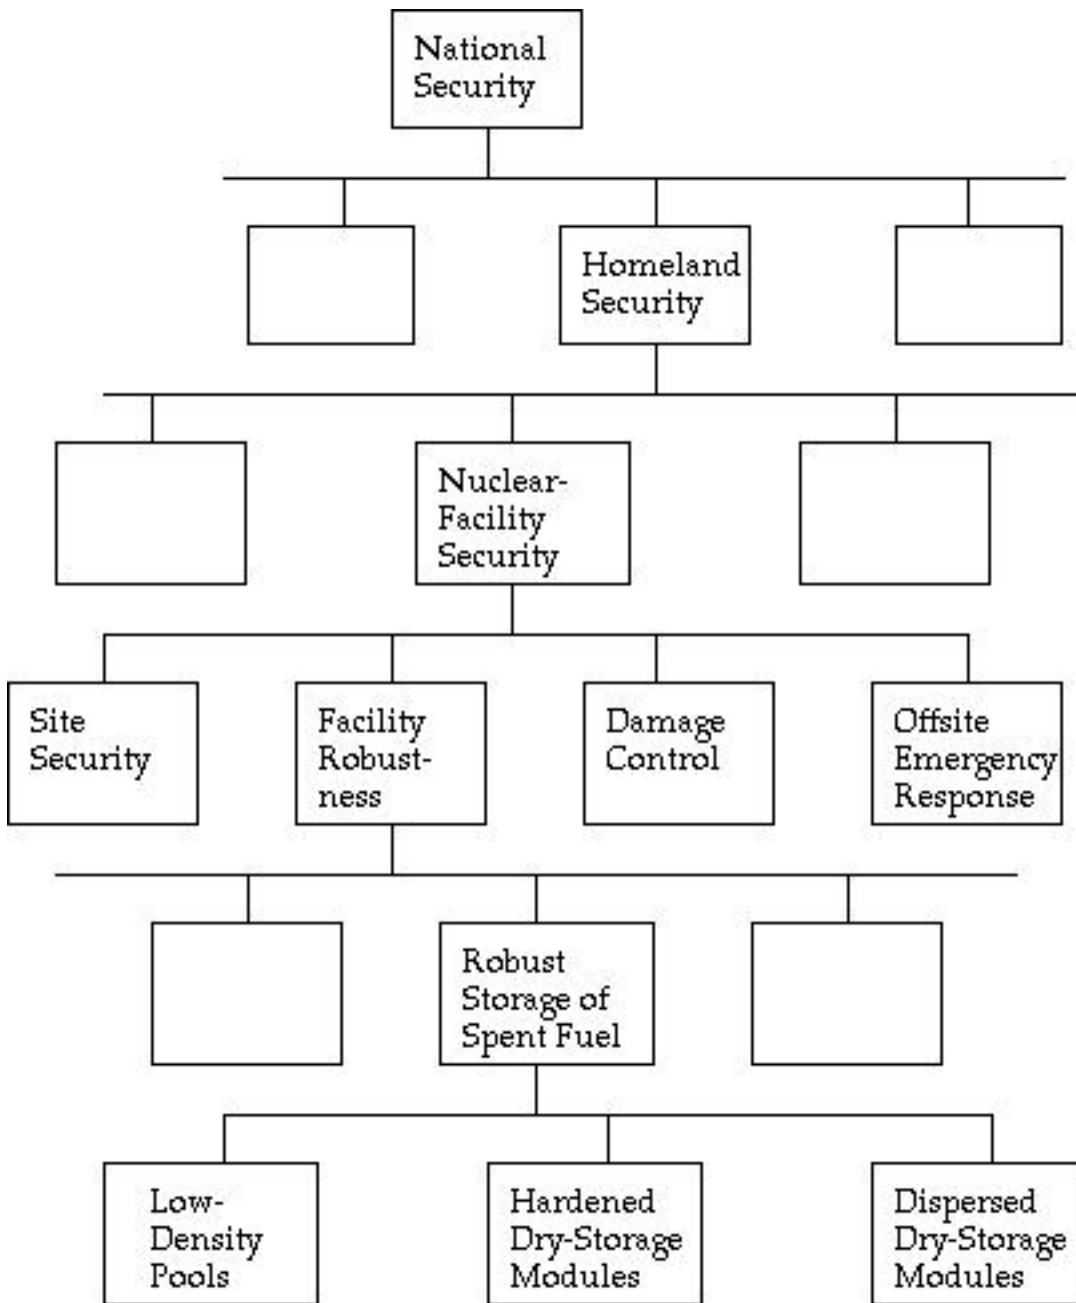 National
Security
Homeland
Security
Nuclear-
Facility
Security
Site
Security
Facility
Robust-
ness
Damage
Control
Offsite
Emergency
Response
Robust
Storage of
Spent Fuel
Low-
Density
Pools
Hardened
Dry-Storage
Modules
Dispersed
Dry-Storage
Modules